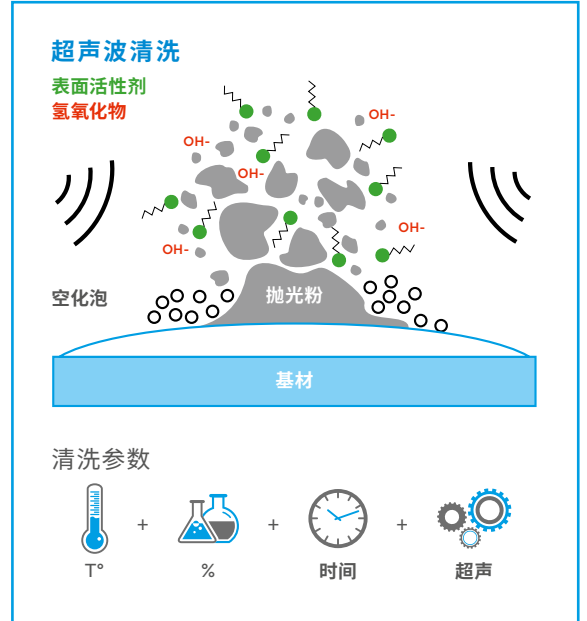 超声波清洗
表面活性剂
氢氧化物
OH-
OH-
OH-
OH-
OH-
空化泡
抛光粉
基材
清洗参数
+ + +
T° % 时间 超声